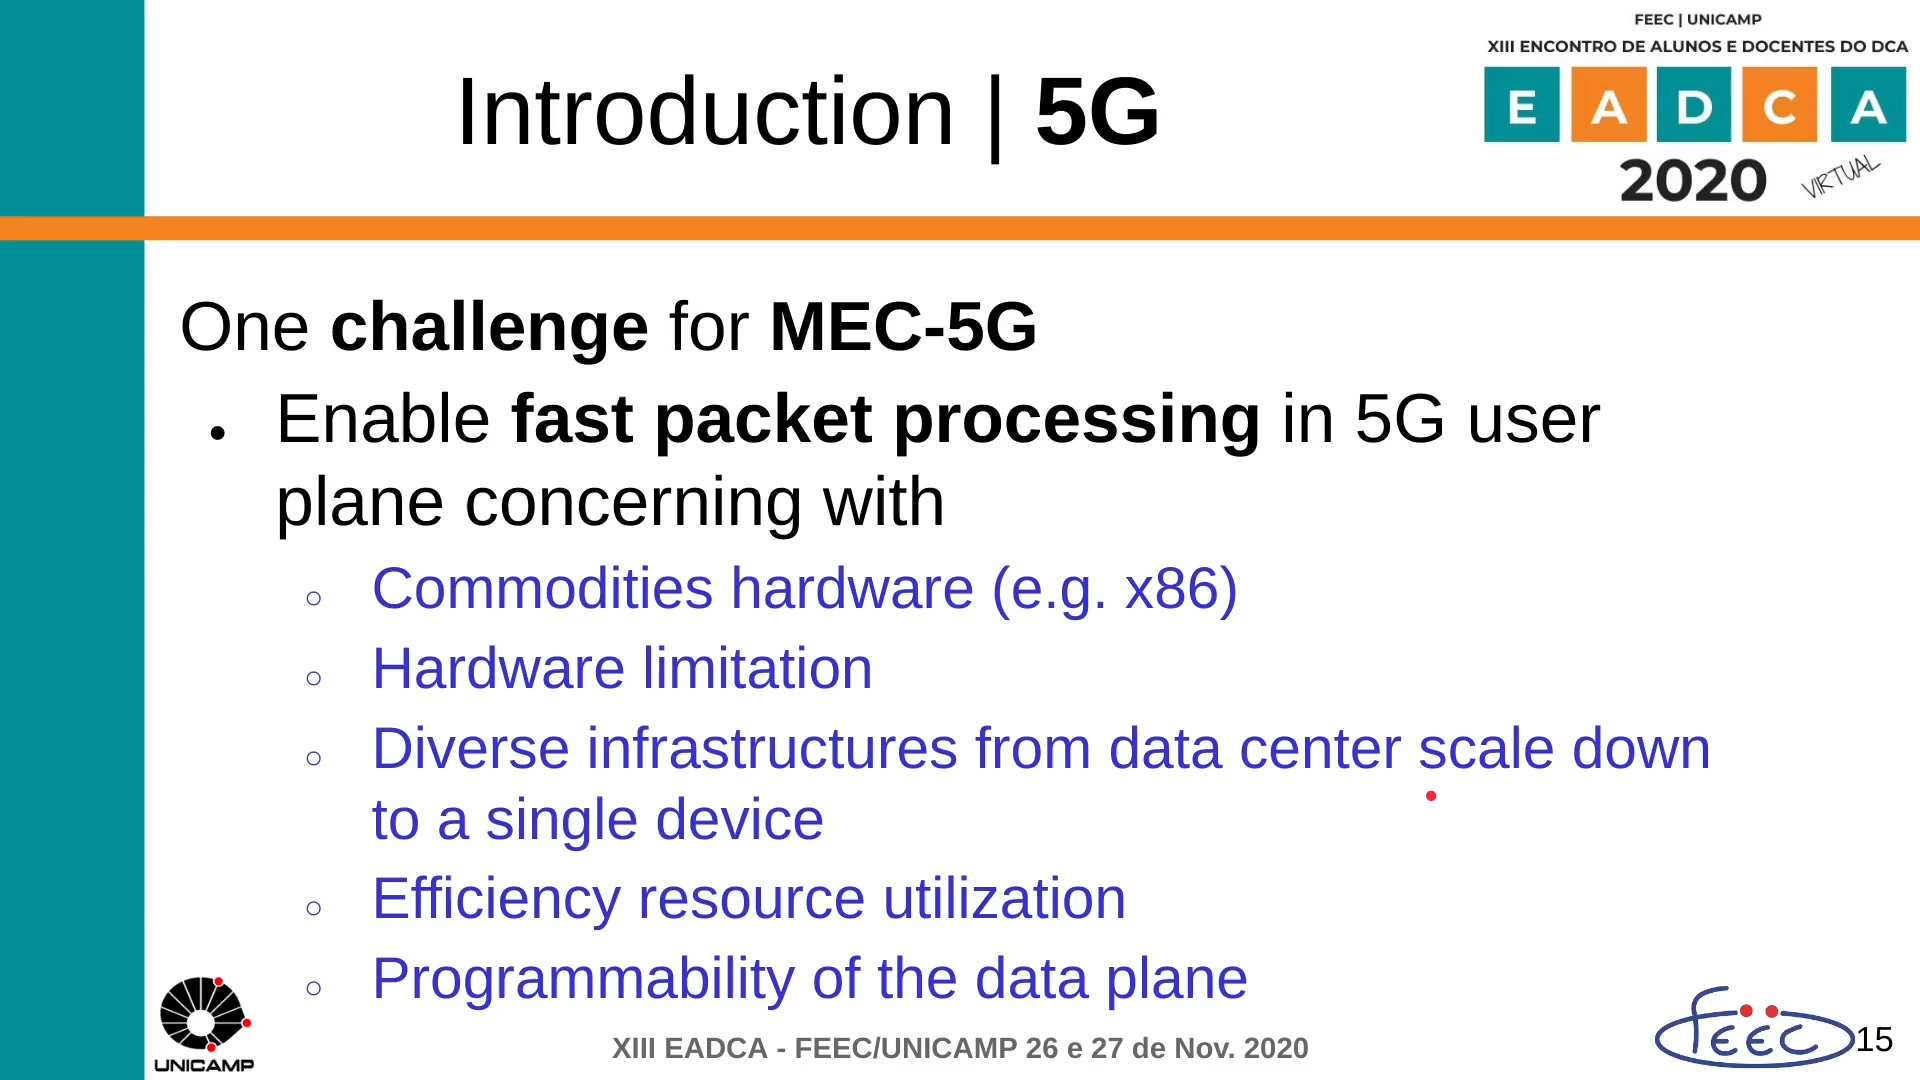 FEEC | UNICAMP
XIII ENCONTRO DE ALUNOS E DOCENTES DO DCA
E A D C A
2020 VIRTUAL
Introduction | 5G
One challenge for MEC-5G
• Enable fast packet processing in 5G user
plane concerning with
○ Commodities hardware (e.g. x86)
○ Hardware limitation
○ Diverse infrastructures from data center scale down
to a single device
○ Efficiency resource utilization
○ Programmability of the data plane
UNICAMP
XIII EADCA - FEEC/UNICAMP 26 e 27 de Nov. 2020
feec
15